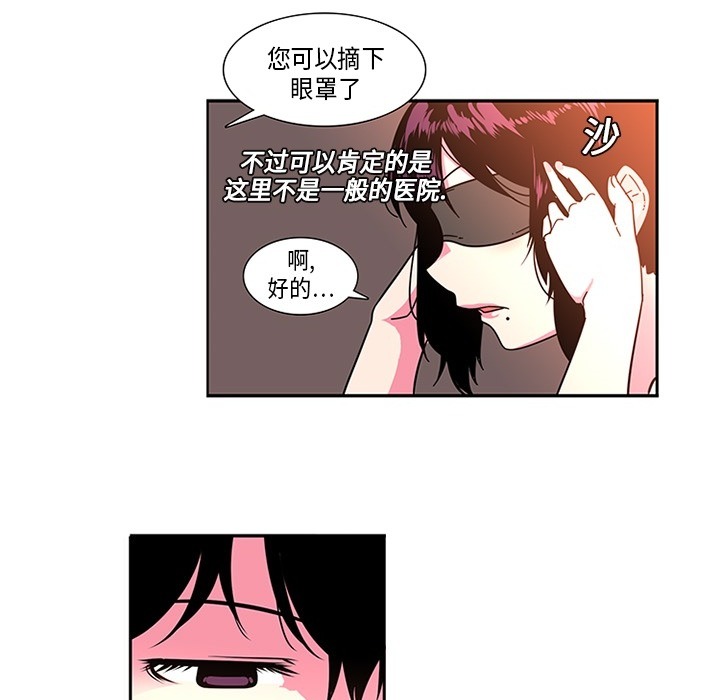 您可以摘下
眼罩了
沙
不过可以肯定的是
这里不是一般的医院.
啊,
好的...